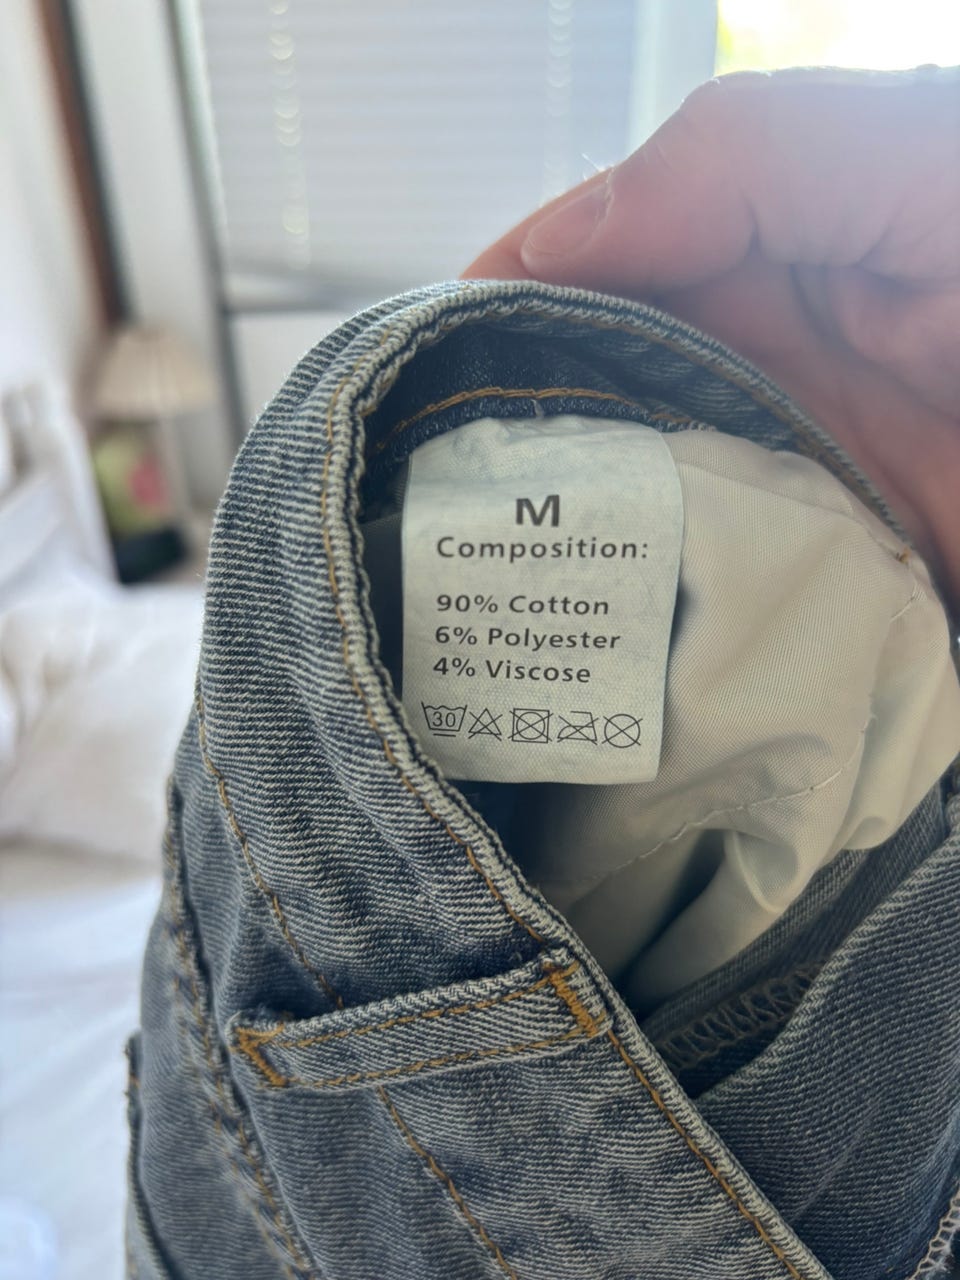 M
Composition:
90% Cotton
6% Polyester
4% Viscose
30